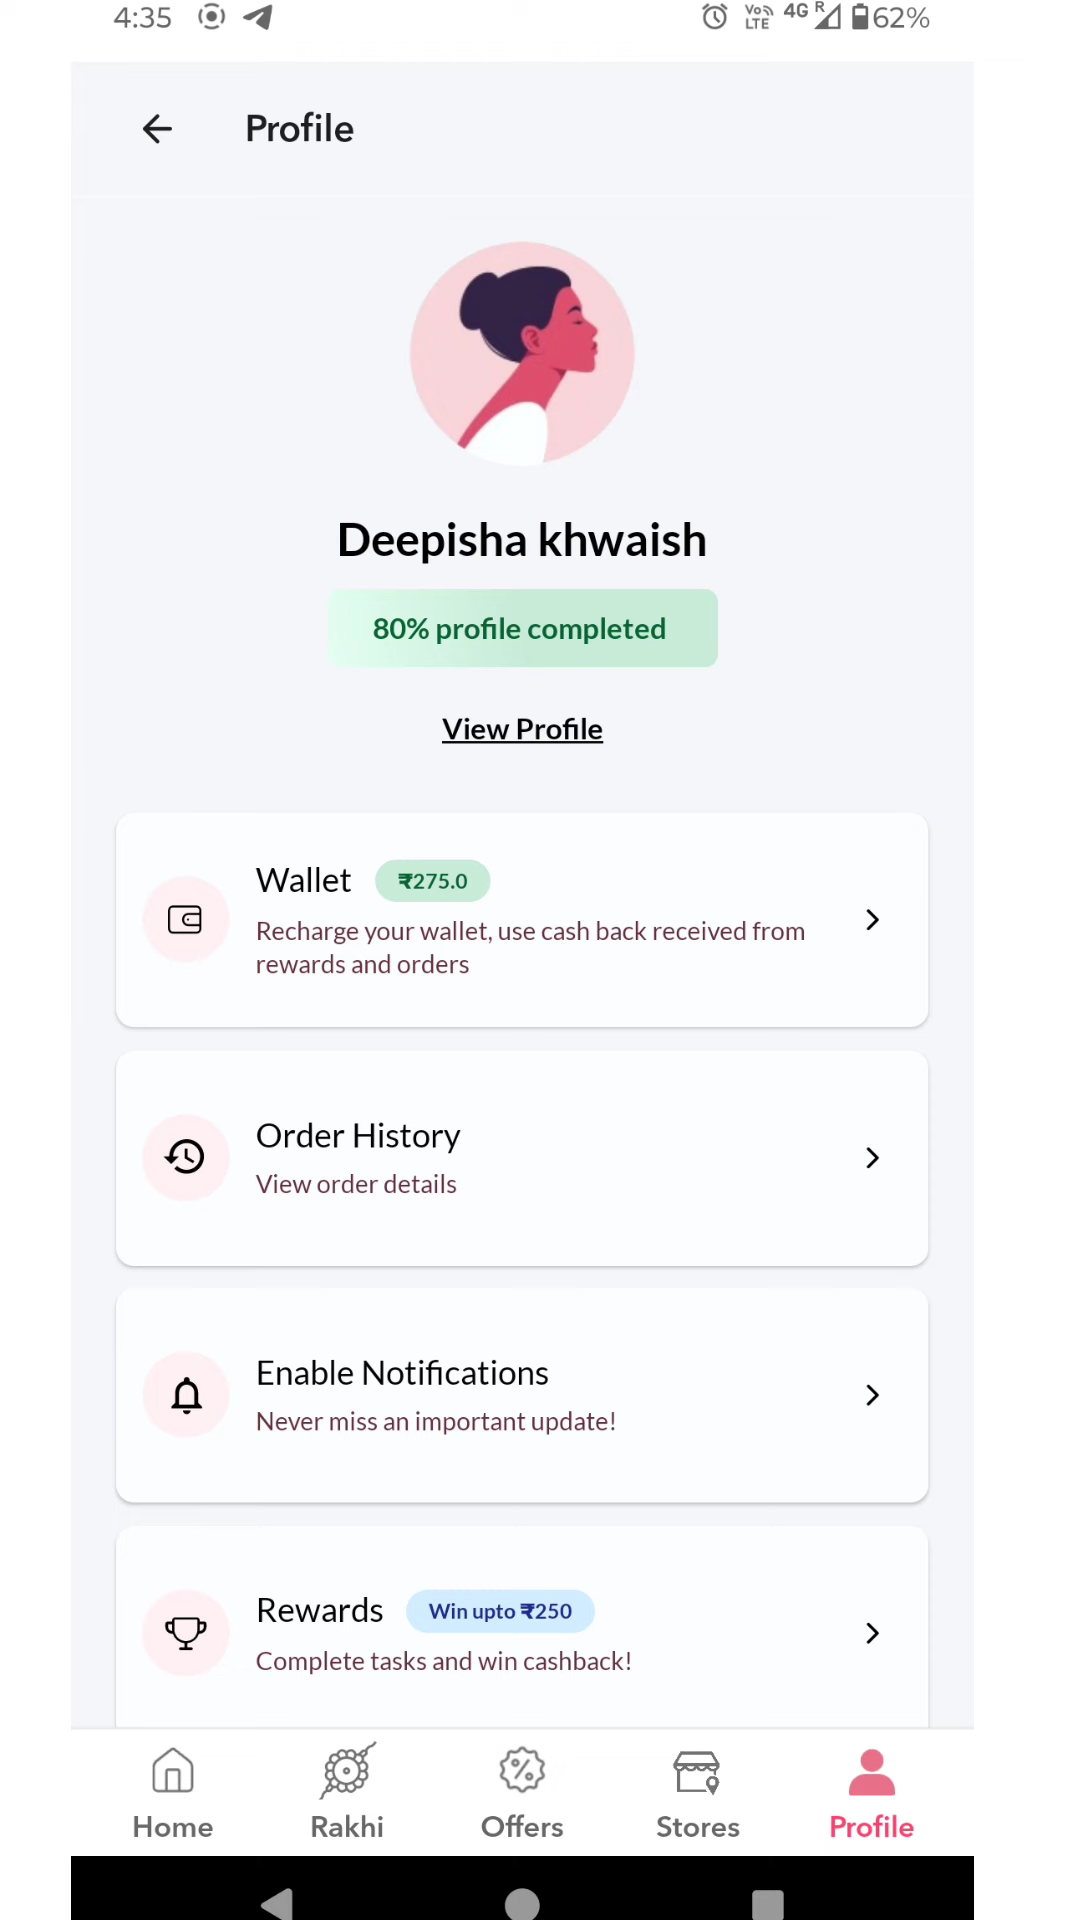 4:35
Vo LTE 4G R 62%
Profile
Deepisha khwaish
80% profile completed
View Profile
Wallet ₹275.0
Recharge your wallet, use cash back received from
rewards and orders
Order History
View order details
Enable Notifications
Never miss an important update!
Rewards Win upto ₹250
Complete tasks and win cashback!
Home Rakhi Offers Stores Profile